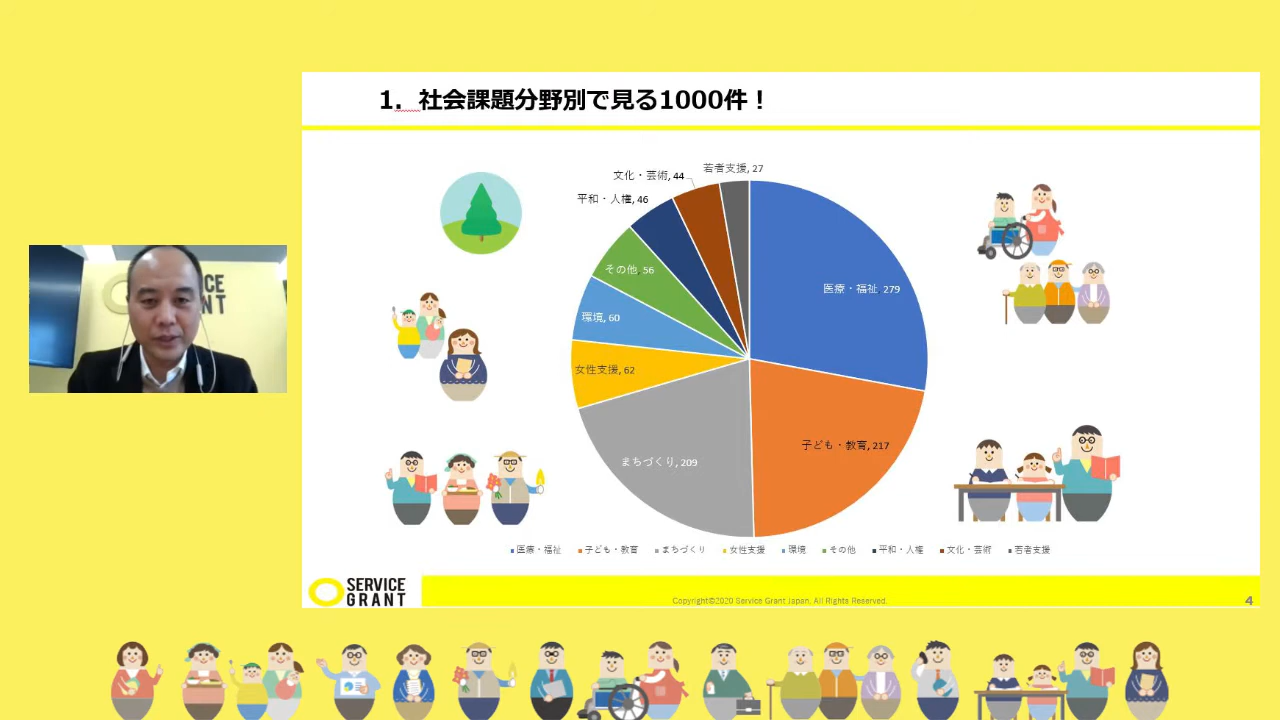 1. 社会課題分野別で見る1000件！
若者支援, 27
文化・芸術, 44
平和・人権, 46
その他, 56
医療・福祉, 279
環境, 60
女性支援, 62
子ども・教育, 217
まちづくり, 209
医療・福祉 子ども・教育 まちづくり 女性支援 環境 その他 平和・人権 文化・芸術 若者支援
SERVICE
GRANT
Copyright©2020 Service Grant Japan. All Rights Reserved.
4